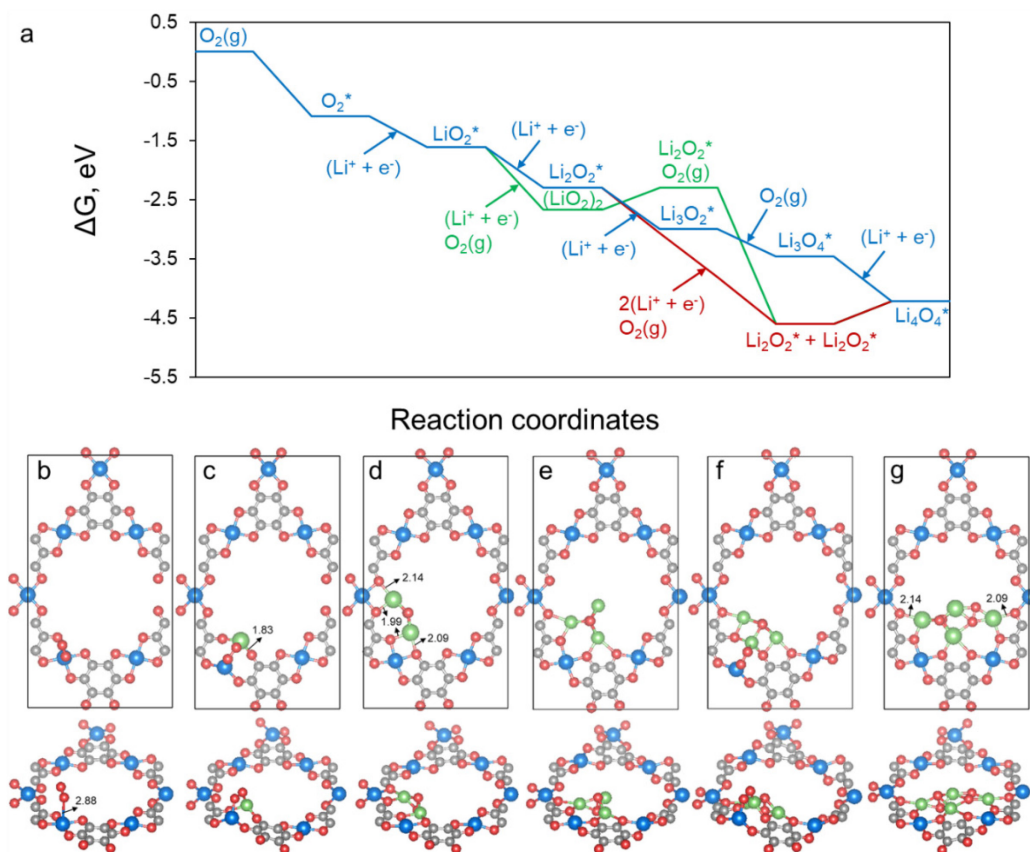 a
0.5
-0.5
-1.5
-2.5
-3.5
-4.5
-5.5
ΔG, eV
O₂(g)
O₂*
(Li⁺ + e⁻)
LiO₂*
(Li⁺ + e⁻)
Li₂O₂*
(LiO₂)₂
(Li⁺ + e⁻)
O₂(g)
Li₂O₂*
O₂(g)
(Li⁺ + e⁻)
Li₃O₂*
O₂(g)
Li₃O₄*
(Li⁺ + e⁻)
2(Li⁺ + e⁻)
O₂(g)
Li₂O₂* + Li₂O₂*
Li₄O₄*
Reaction coordinates
b
c
d
e
f
g
1.83
2.14
1.99
2.09
2.14
2.09
2.88